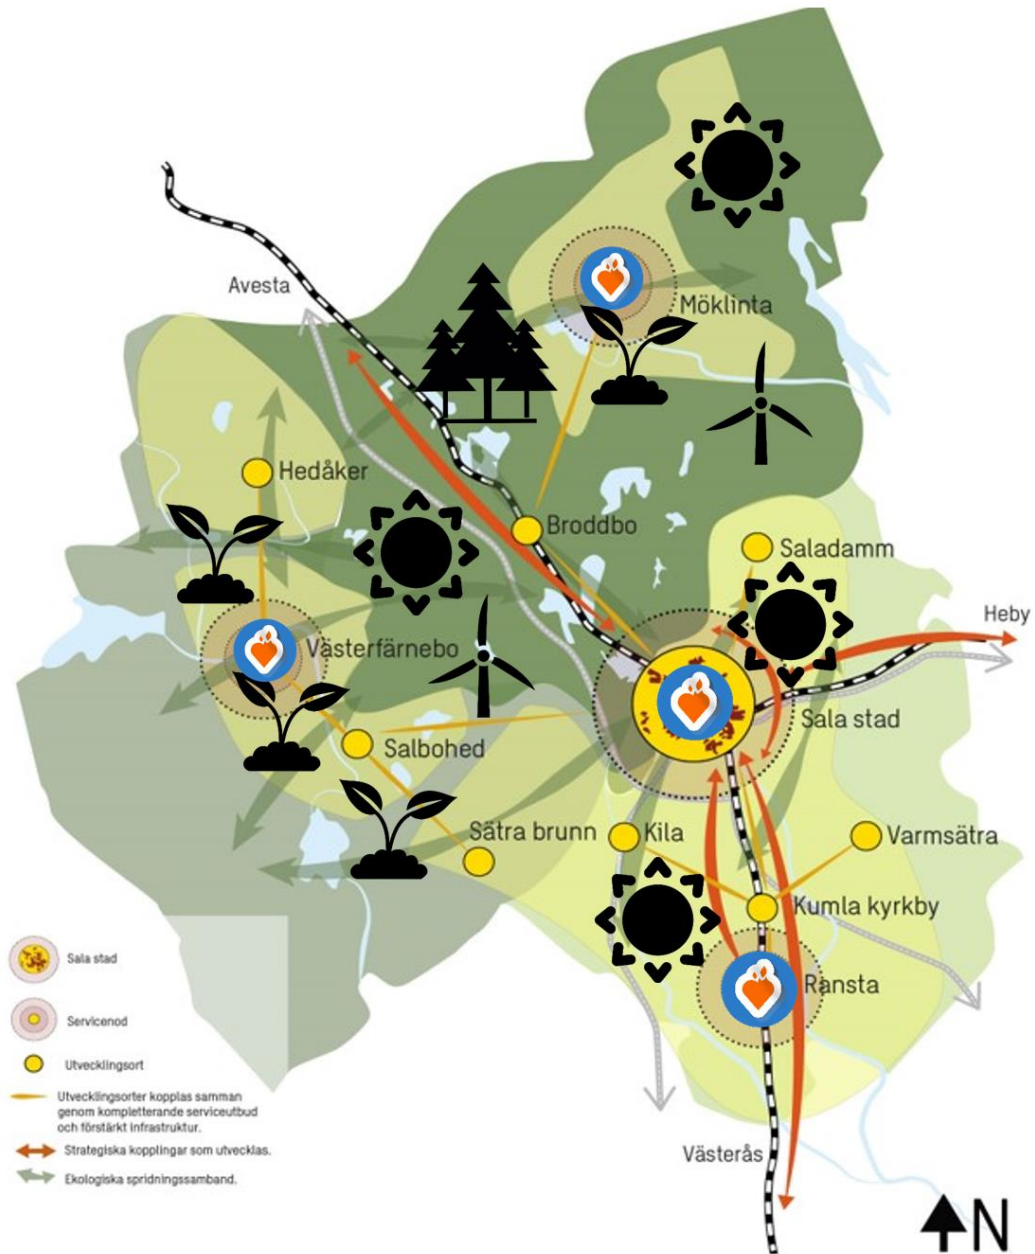 Avesta
Möklinta
Hedåker
Broddbo
Saladamm
Heby
Västerfärnebo
Sala stad
Salbohed
Sätra brunn
Kila
Varmsätra
Kumla kyrkby
Ransta
Västerås
Sala stad
Servicenod
Utvecklingsort
Utvecklingsorter kopplas samman
genom kompletterande serviceutbud
och förstärkt infrastruktur.
Strategiska kopplingar som utvecklas.
Ekologiska spridningssamband.
N